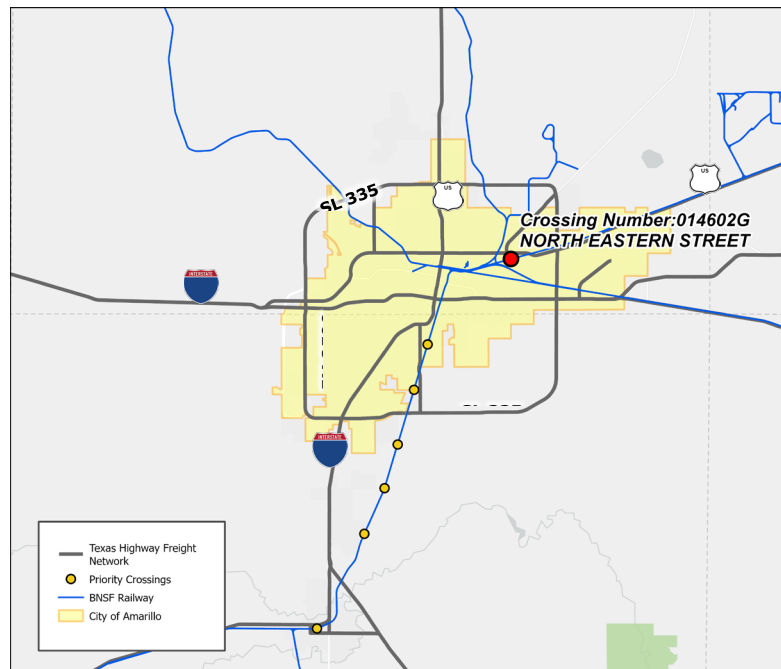 US
US
SL 335
Crossing Number:014602G
NORTH EASTERN STREET
INTERSTATE
INTERSTATE
Texas Highway Freight
Network
Priority Crossings
BNSF Railway
City of Amarillo